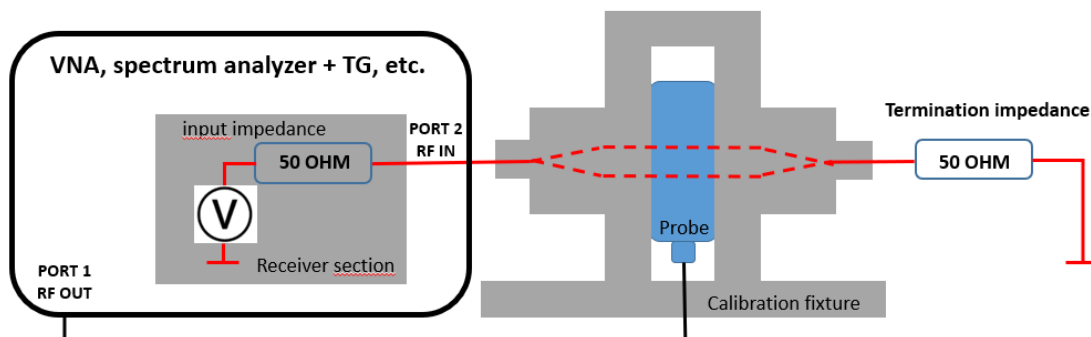 VNA, spectrum analyzer + TG, etc.
input impedance
50 OHM
V
Receiver section
PORT 2
RF IN
PORT 1
RF OUT
Probe
Calibration fixture
Termination impedance
50 OHM